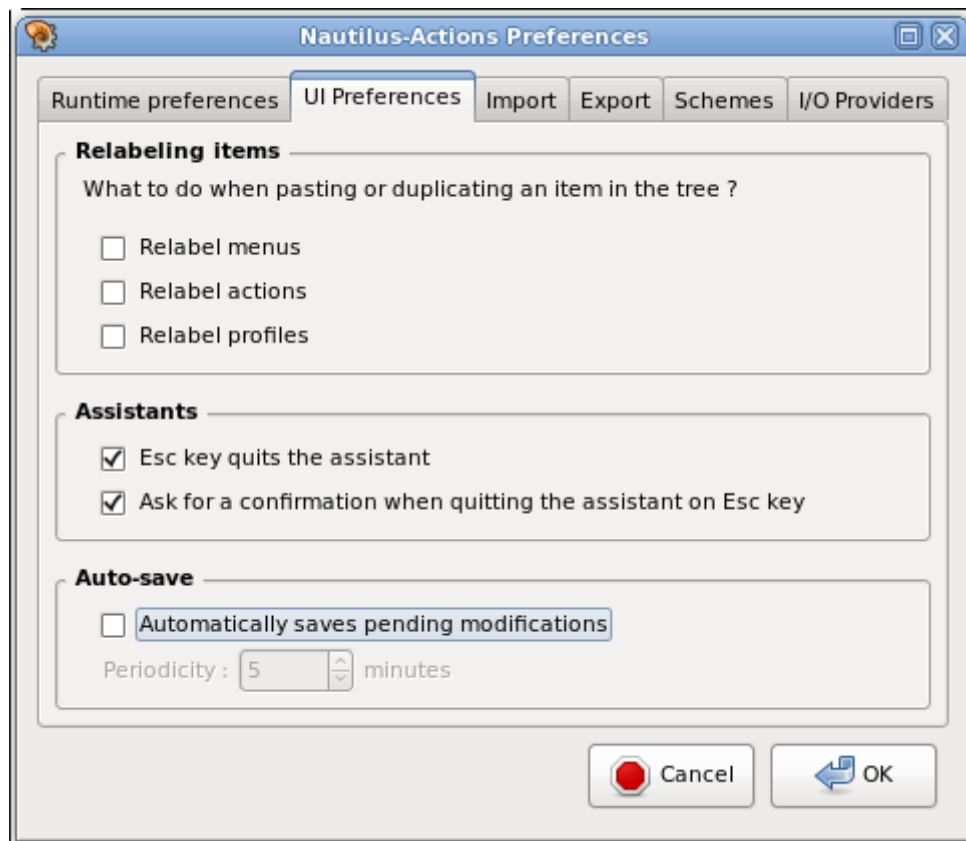 Nautilus-Actions Preferences
Runtime preferences UI Preferences Import Export Schemes I/O Providers
Relabeling items
What to do when pasting or duplicating an item in the tree ?
Relabel menus
Relabel actions
Relabel profiles
Assistants
Esc key quits the assistant
Ask for a confirmation when quitting the assistant on Esc key
Auto-save
Automatically saves pending modifications
Periodicity : 5 minutes
Cancel OK